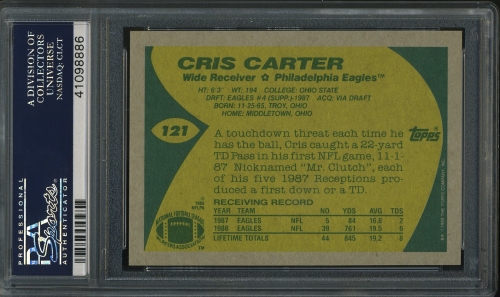 A DIVISION OF
COLLECTORS
UNIVERSE
NASDAQ: CLCT
41098886
PROFESSIONAL
SPORTS
AUTHENTICATOR
PSA
CRIS CARTER
Wide Receiver ✩ Philadelphia Eagles™
HT: 6'3" WT: 194 COLLEGE: OHIO STATE
DRFT: EAGLES #4 (SUPP.)-1987 ACQ: VIA DRAFT
BORN: 11-25-65, TROY, OHIO
HOME: MIDDLETOWN, OHIO
121
Topps
A touchdown threat each time he
has the ball, Cris caught a 22-yard
TD Pass in his first NFL game, 11-1-
87. Nicknamed "Mr. Clutch", each
of his five 1987 Receptions pro-
duced a first down or a TD.
RECEIVING RECORD
YEAR TEAM NO YDS AVG TDS
1987 EAGLES NFL 5 84 16.8 2
1988 EAGLES NFL 39 761 19.5 6
LIFETIME TOTALS 44 845 19.2 8